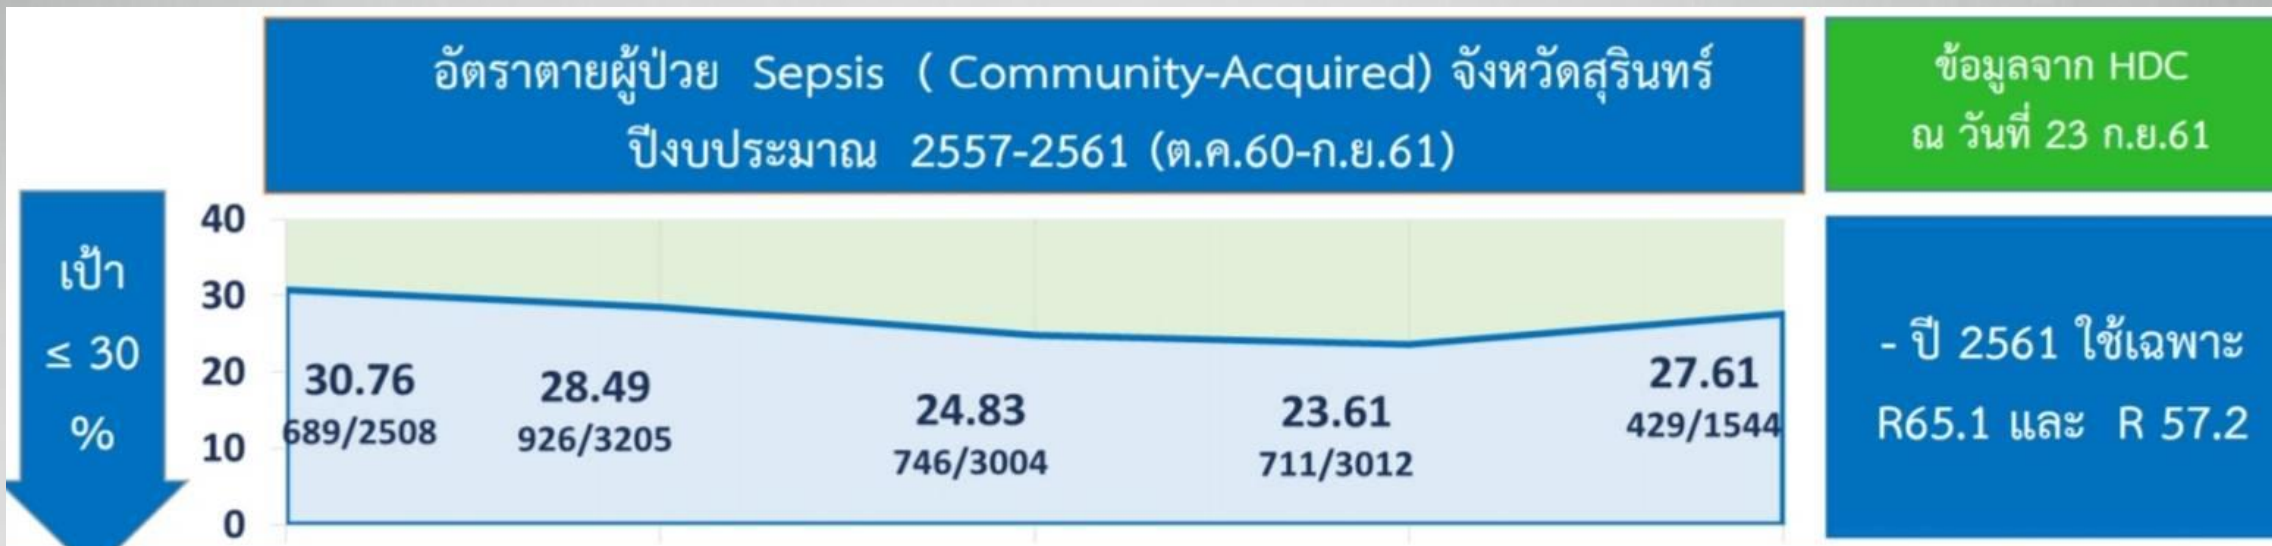 อัตราตายผู้ป่วย Sepsis ( Community-Acquired) จังหวัดสุรินทร์
ปีงบประมาณ 2557-2561 (ต.ค.60-ก.ย.61)
ข้อมูลจาก HDC
ณ วันที่ 23 ก.ย.61
เป้า
≤ 30
%
40
30
20
10
0
30.76
689/2508
28.49
926/3205
24.83
746/3004
23.61
711/3012
27.61
429/1544
- ปี 2561 ใช้เฉพาะ
R65.1 และ R 57.2